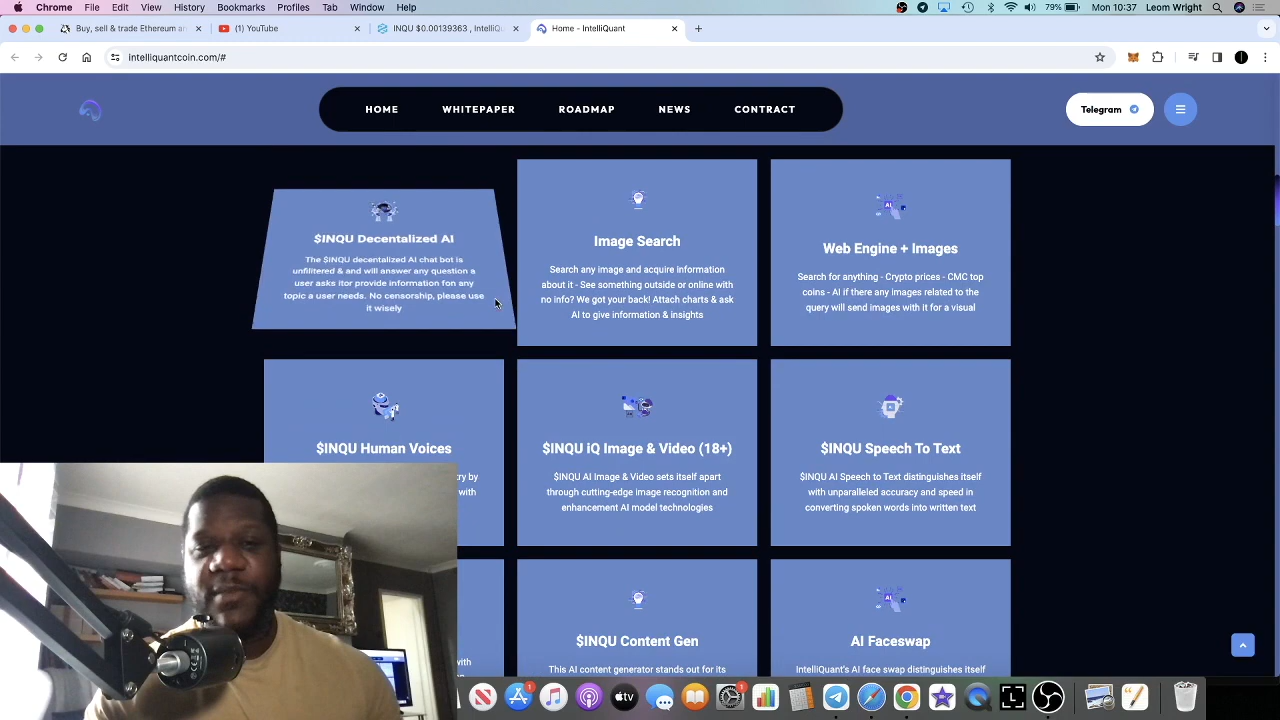 Chrome File Edit View History Bookmarks Profiles Tab Window Help
79% Mon 10:37 Leom Wright
Buy, sell & trade Ethereum an
(1) YouTube
INQU $0.00139363 , IntelliQu
Home - IntelliQuant
intelliquantcoin.com/#
HOME WHITEPAPER ROADMAP NEWS CONTRACT
Telegram
$INQU Decentalized AI
The $INQU decentalized AI chat bot is
unfiltered & and will answer any question a
user asks itor provide information fon any
topic a user needs. No censorship, please use
it wisely
Image Search
Search any image and acquire information
about it - See something outside or online with
no info? We got your back! Attach charts & ask
AI to give information & insights
Web Engine + Images
Search for anything - Crypto prices - CMC top
coins - AI if there any images related to the
query will send images with it for a visual
$INQU Human Voices
try by
with
$INQU iQ Image & Video (18+)
$INQU AI Image & Video sets itself apart
through cutting-edge image recognition and
enhancement AI model technologies
$INQU Speech To Text
$INQU AI Speech to Text distinguishes itself
with unparalleled accuracy and speed in
converting spoken words into written text
with
$INQU Content Gen
This AI content generator stands out for its
AI Faceswap
IntelliQuant's AI face swap distinguishes itself
tv